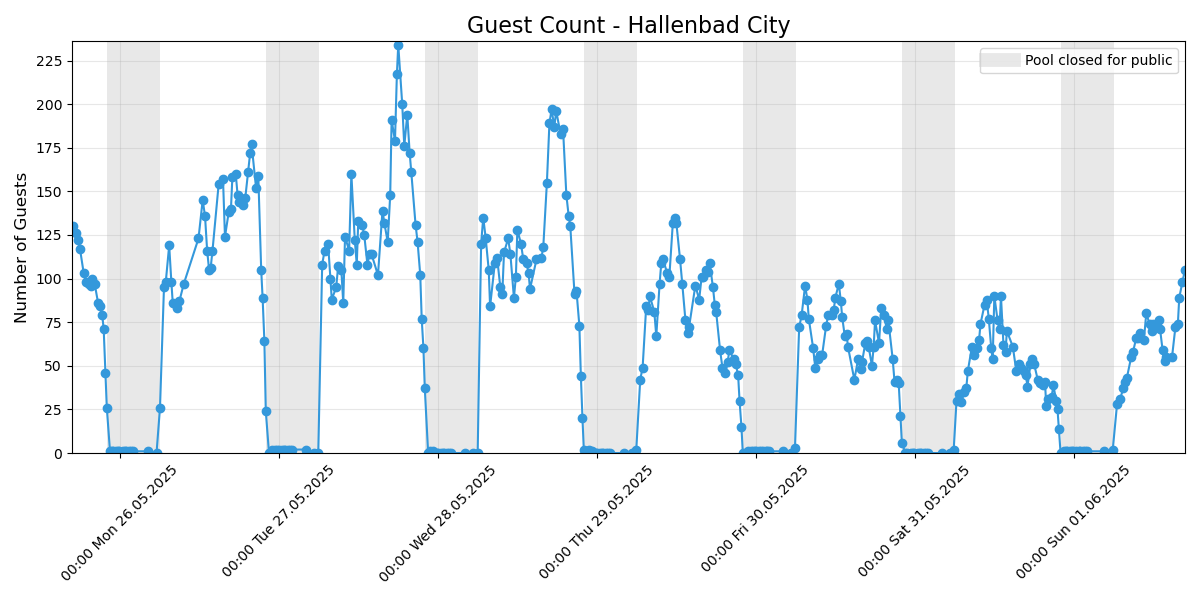 Guest Count - Hallenbad City
Pool closed for public
Number of Guests
225
200
175
150
125
100
75
50
25
0
00:00 Mon 26.05.2025
00:00 Tue 27.05.2025
00:00 Wed 28.05.2025
00:00 Thu 29.05.2025
00:00 Fri 30.05.2025
00:00 Sat 31.05.2025
00:00 Sun 01.06.2025